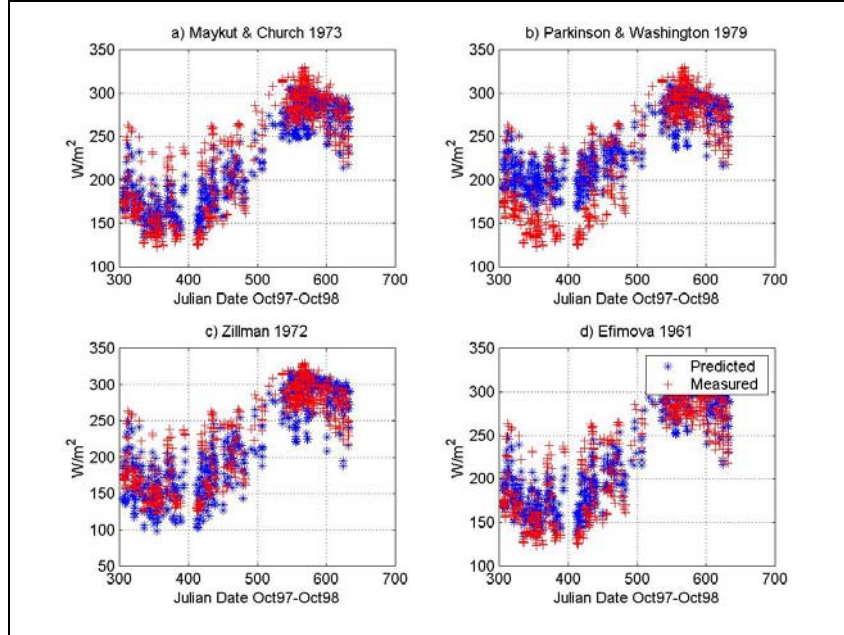 a) Maykut & Church 1973
350
300
250
200
150
100
W/m²
300 400 500 600 700
Julian Date Oct97-Oct98
b) Parkinson & Washington 1979
350
300
250
200
150
100
W/m²
300 400 500 600 700
Julian Date Oct97-Oct98
c) Zillman 1972
350
300
250
200
150
100
50
W/m²
300 400 500 600 700
Julian Date Oct97-Oct98
d) Efimova 1961
350
300
250
200
150
100
W/m²
Predicted
Measured
300 400 500 600 700
Julian Date Oct97-Oct98